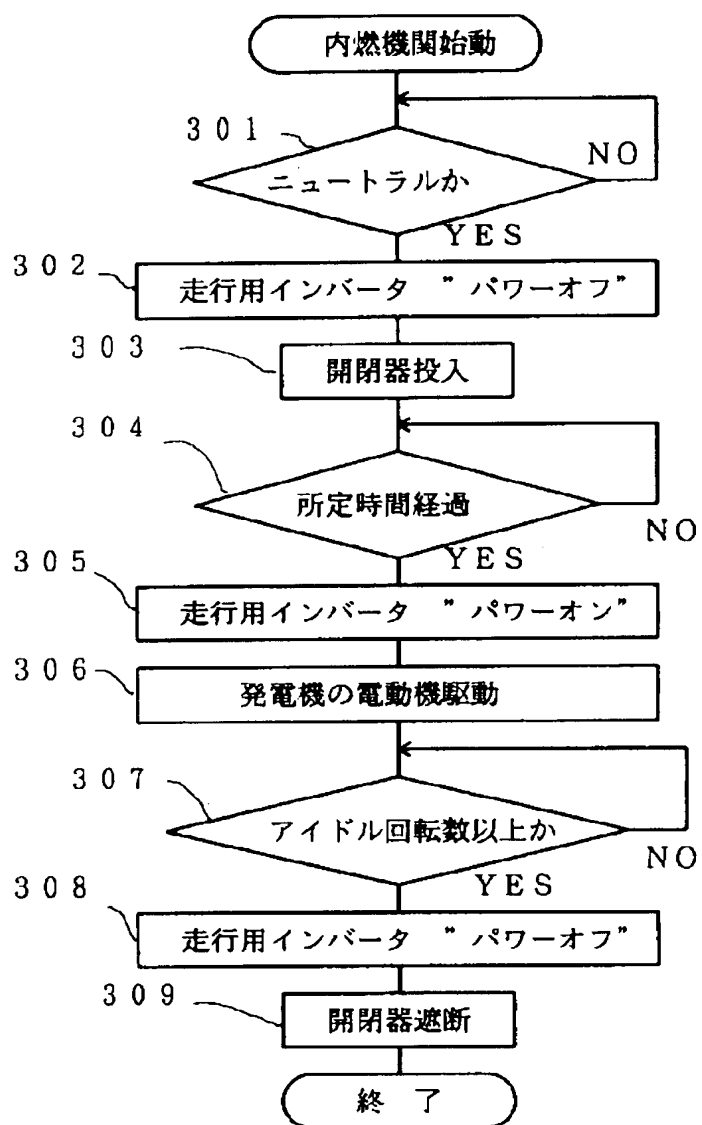 内燃機関始動
301
ニュートラルか
NO
YES
302
走行用インバータ ”パワーオフ”
303
開閉器投入
304
所定時間経過
NO
YES
305
走行用インバータ ”パワーオン”
306
発電機の電動機駆動
307
アイドル回転数以上か
NO
YES
308
走行用インバータ ”パワーオフ”
309
開閉器遮断
終了